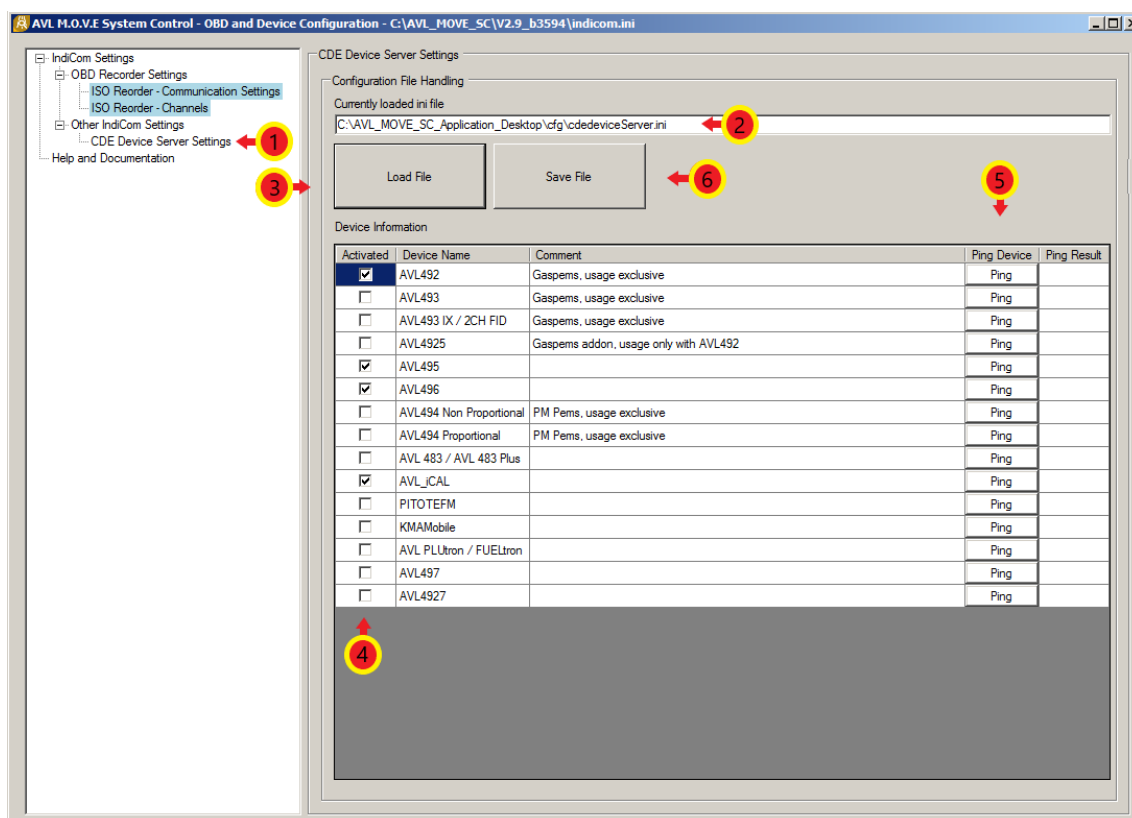 AVL M.O.V.E System Control - OBD and Device Configuration - C:\AVL_MOVE_SC\V2.9_b3594\indicom.ini
IndiCom Settings
OBD Recorder Settings
ISO Reorder - Communication Settings
ISO Reorder - Channels
Other IndiCom Settings
CDE Device Server Settings
1
Help and Documentation
CDE Device Server Settings
Configuration File Handling
Currently loaded ini file
C:\AVL_MOVE_SC_Application_Desktop\cfg\cdedeviceServer.ini
2
3
Load File
Save File
6
5
Device Information
Activated Device Name Comment Ping Device Ping Result
AVL492 Gaspems, usage exclusive Ping
AVL493 Gaspems, usage exclusive Ping
AVL493 IX / 2CH FID Gaspems, usage exclusive Ping
AVL4925 Gaspems addon, usage only with AVL492 Ping
AVL495 Ping
AVL496 Ping
AVL494 Non Proportional PM Pems, usage exclusive Ping
AVL494 Proportional PM Pems, usage exclusive Ping
AVL 483 / AVL 483 Plus Ping
AVL_iCAL Ping
PITOTEFM Ping
KMAMobile Ping
AVL PLUtron / FUELtron Ping
AVL497 Ping
AVL4927 Ping
4